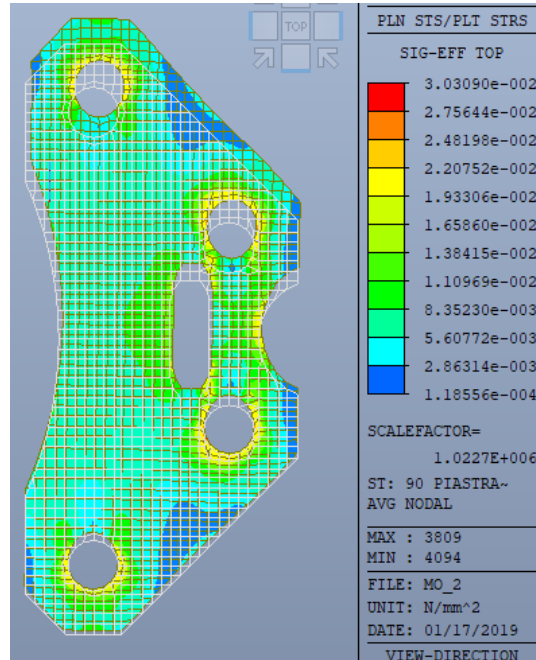 TOP
PLN STS/PLT STRS
SIG-EFF TOP
3.03090e-002
2.75644e-002
2.48198e-002
2.20752e-002
1.93306e-002
1.65860e-002
1.38415e-002
1.10969e-002
8.35230e-003
5.60772e-003
2.86314e-003
1.18556e-004
SCALEFACTOR=
1.0227E+006
ST: 90 PIASTRA~
AVG NODAL
MAX : 3809
MIN : 4094
FILE: MO_2
UNIT: N/mm^2
DATE: 01/17/2019
VIEW-DIRECTION